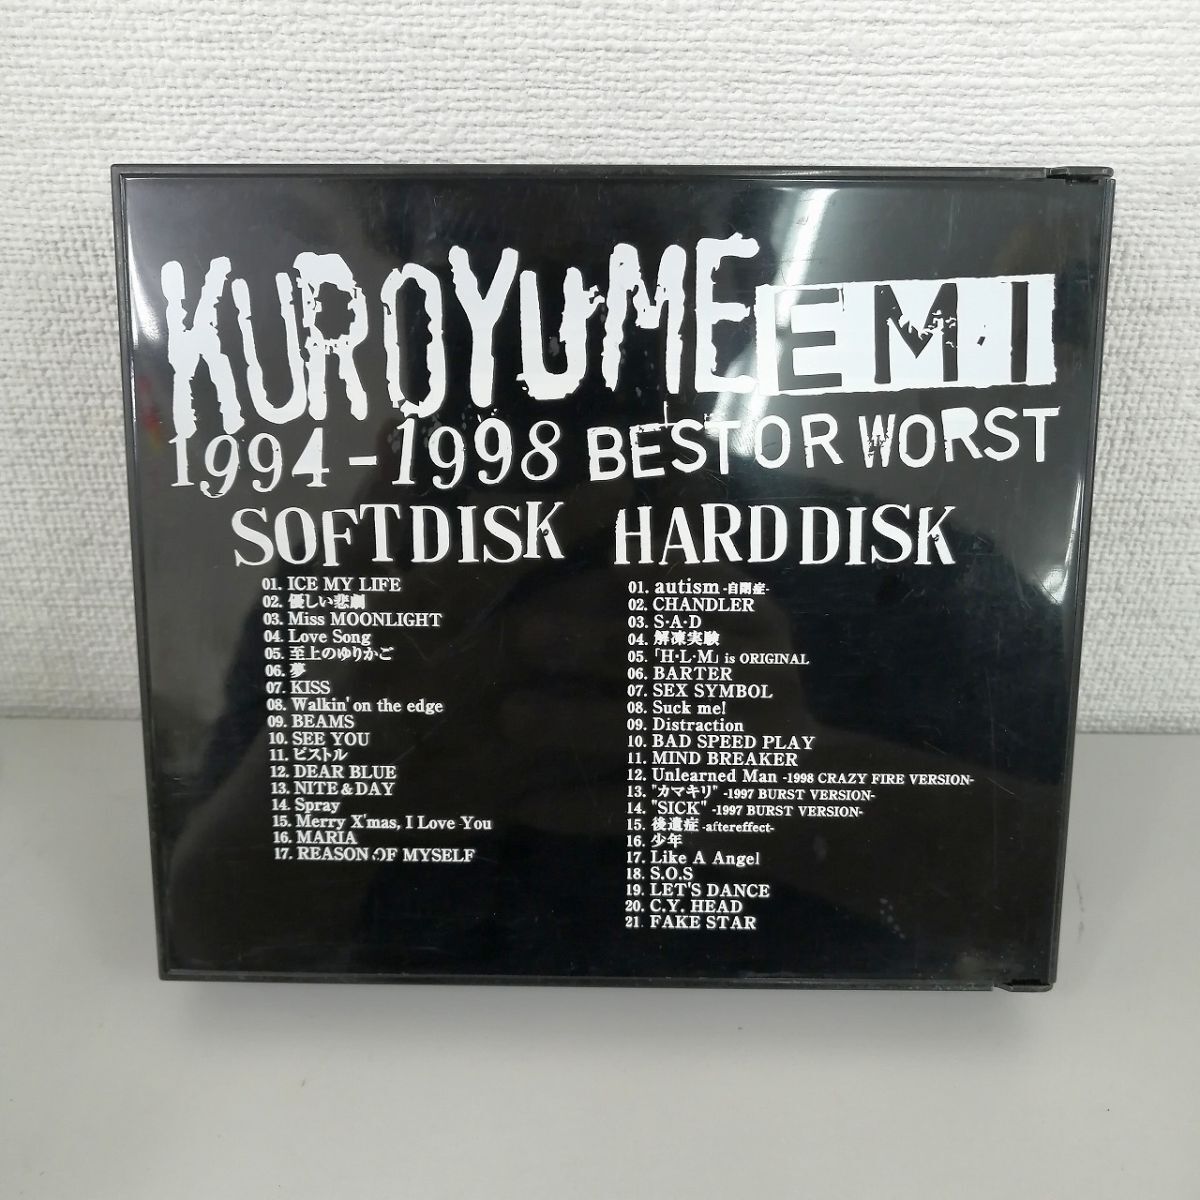 KUROYUME EMI
1994-1998 BEST OR WORST
SOFT DISK
01. ICE MY LIFE
02. 優しい悲劇
03. Miss MOONLIGHT
04. Love Song
05. 至上のゆりかご
06. 夢
07. KISS
08. Walkin' on the edge
09. BEAMS
10. SEE YOU
11. ピストル
12. DEAR BLUE
13. NITE & DAY
14. Spray
15. Merry X'mas, I Love You
16. MARIA
17. REASON OF MYSELF
HARD DISK
01. autism -自閉症-
02. CHANDLER
03. S・A・D
04. 解凍実験
05. 「H・L・M」 is ORIGINAL
06. BARTER
07. SEX SYMBOL
08. Suck me!
09. Distraction
10. BAD SPEED PLAY
11. MIND BREAKER
12. Unlearned Man -1998 CRAZY FIRE VERSION-
13. "カマキリ" -1997 BURST VERSION-
14. "SICK" -1997 BURST VERSION-
15. 後遺症 -aftereffect-
16. 少年
17. Like A Angel
18. S.O.S
19. LET'S DANCE
20. C.Y. HEAD
21. FAKE STAR